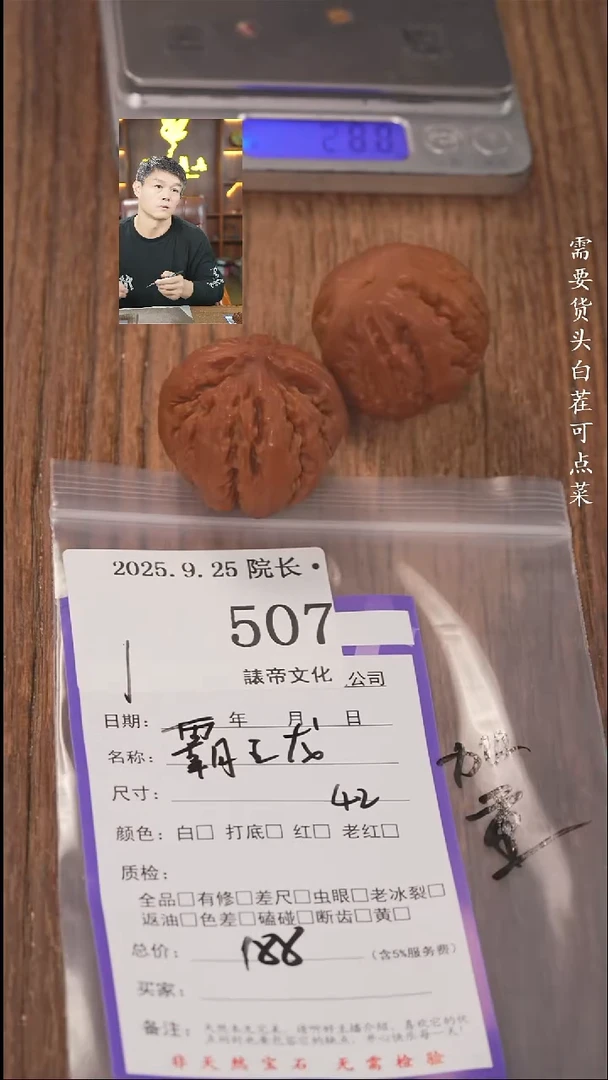 需要货头白茬可点菜
2025.9.25 院长·
507
諘帝文化 公司
日期： 年 月 日
名称： 霸王龙
尺寸： 42
颜色：白□ 打底□ 红□ 老红□
质检：
全品□有修□差尺□虫眼□老冰裂□
返油□色差□磕碰□断齿□黄□
总价： 188 （含5%服务费）
买家：
备注：
非天然宝石 无需检验
加重